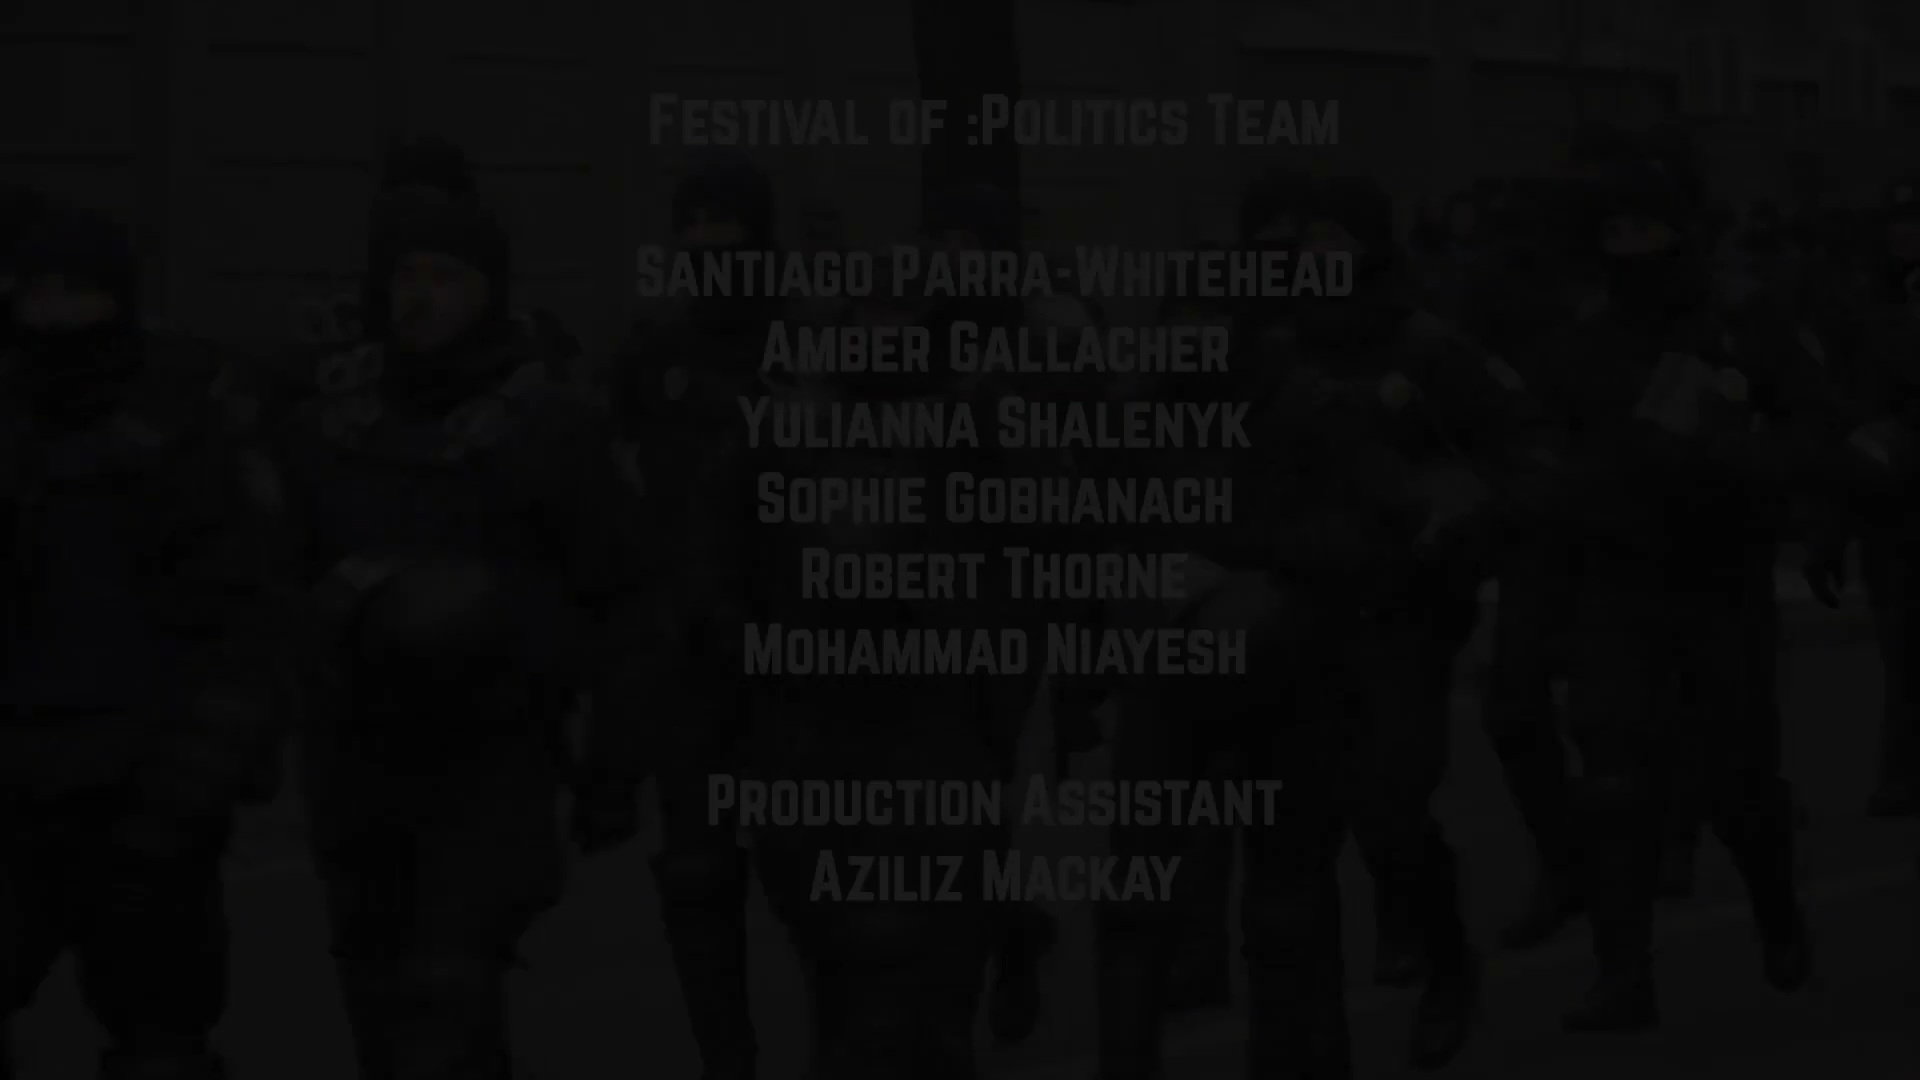 Festival of :Politics Team
Santiago Parra-Whitehead
Amber Gallacher
Yulianna Shalenyk
Sophie Gobhanach
Robert Thorne
Mohammad Niayesh
Production Assistant
Aziliz Mackay